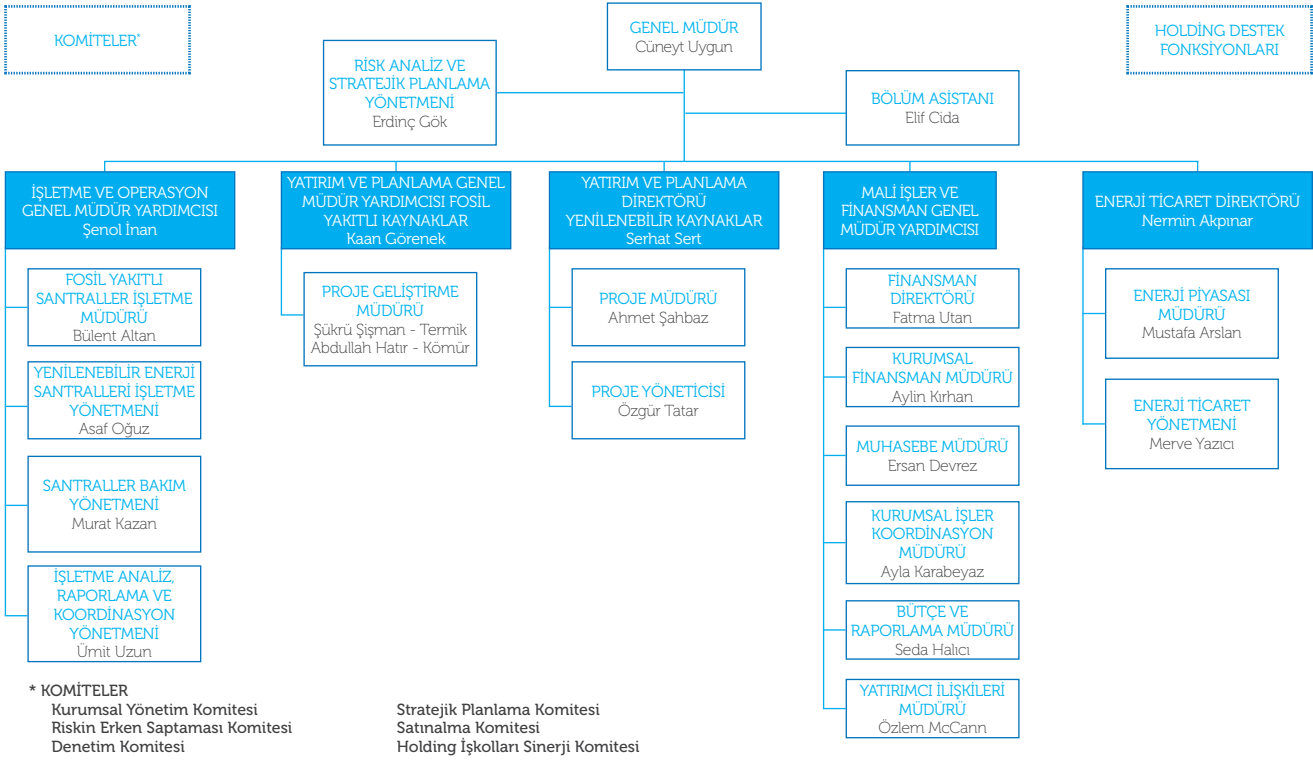 KOMİTELER*
GENEL MÜDÜR
Cüneyt Uygun
HOLDİNG DESTEK
FONKSİYONLARI
RİSK ANALİZ VE
STRATEJİK PLANLAMA
YÖNETMENİ
Erdinç Gök
BÖLÜM ASİSTANI
Elif Cida
İŞLETME VE OPERASYON
GENEL MÜDÜR YARDIMCISI
Şenol İnan
YATIRIM VE PLANLAMA GENEL
MÜDÜR YARDIMCISI FOSİL
YAKITLI KAYNAKLAR
Kaan Görenek
YATIRIM VE PLANLAMA
DİREKTÖRÜ
YENİLENEBİLİR KAYNAKLAR
Serhat Sert
MALİ İŞLER VE
FİNANSMAN GENEL
MÜDÜR YARDIMCISI
ENERJİ TİCARET DİREKTÖRÜ
Nermin Akpınar
FOSİL YAKITLI
SANTRALLER İŞLETME
MÜDÜRÜ
Bülent Altan
YENİLENEBİLİR ENERJİ
SANTRALLERİ İŞLETME
YÖNETMENİ
Asaf Oğuz
SANTRALLER BAKIM
YÖNETMENİ
Murat Kazan
İŞLETME ANALİZ,
RAPORLAMA VE
KOORDİNASYON
YÖNETMENİ
Ümit Uzun
PROJE GELİŞTİRME
MÜDÜRÜ
Şükrü Şişman - Termik
Abdullah Hatır - Kömür
PROJE MÜDÜRÜ
Ahmet Şahbaz
PROJE YÖNETİCİSİ
Özgür Tatar
FİNANSMAN
DİREKTÖRÜ
Fatma Utan
KURUMSAL
FİNANSMAN MÜDÜRÜ
Aylin Kırhan
MUHASEBE MÜDÜRÜ
Ersan Devrez
KURUMSAL İŞLER
KOORDİNASYON
MÜDÜRÜ
Ayla Karabeyaz
BÜTÇE VE
RAPORLAMA MÜDÜRÜ
Seda Halıcı
YATIRIMCI İLİŞKİLERİ
MÜDÜRÜ
Özlem McCann
ENERJİ PİYASASI
MÜDÜRÜ
Mustafa Arslan
ENERJİ TİCARET
YÖNETMENİ
Merve Yazıcı
* KOMİTELER
Kurumsal Yönetim Komitesi
Riskin Erken Saptaması Komitesi
Denetim Komitesi
Stratejik Planlama Komitesi
Satınalma Komitesi
Holding İşkolları Sinerji Komitesi